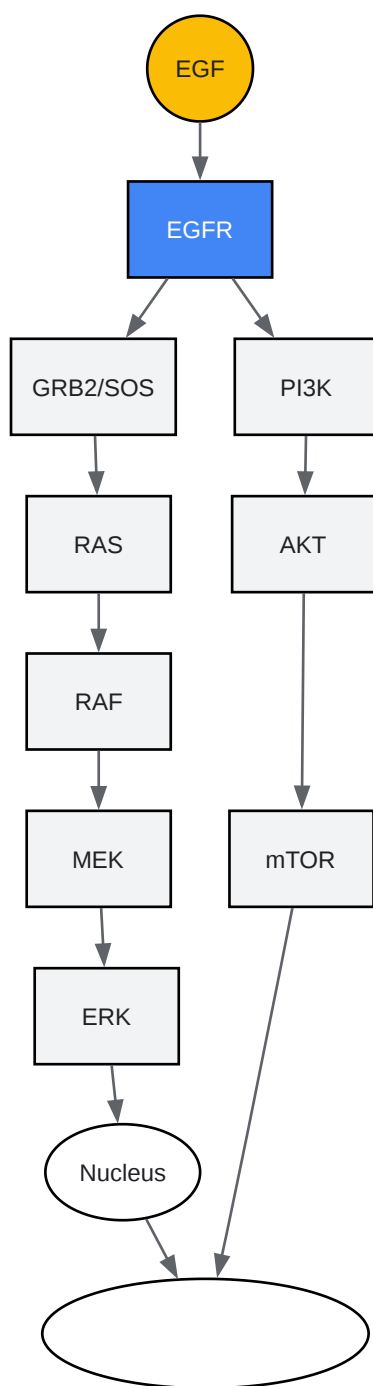 EGF
EGFR
GRB2/SOS
PI3K
RAS
AKT
RAF
MEK
mTOR
ERK
Nucleus